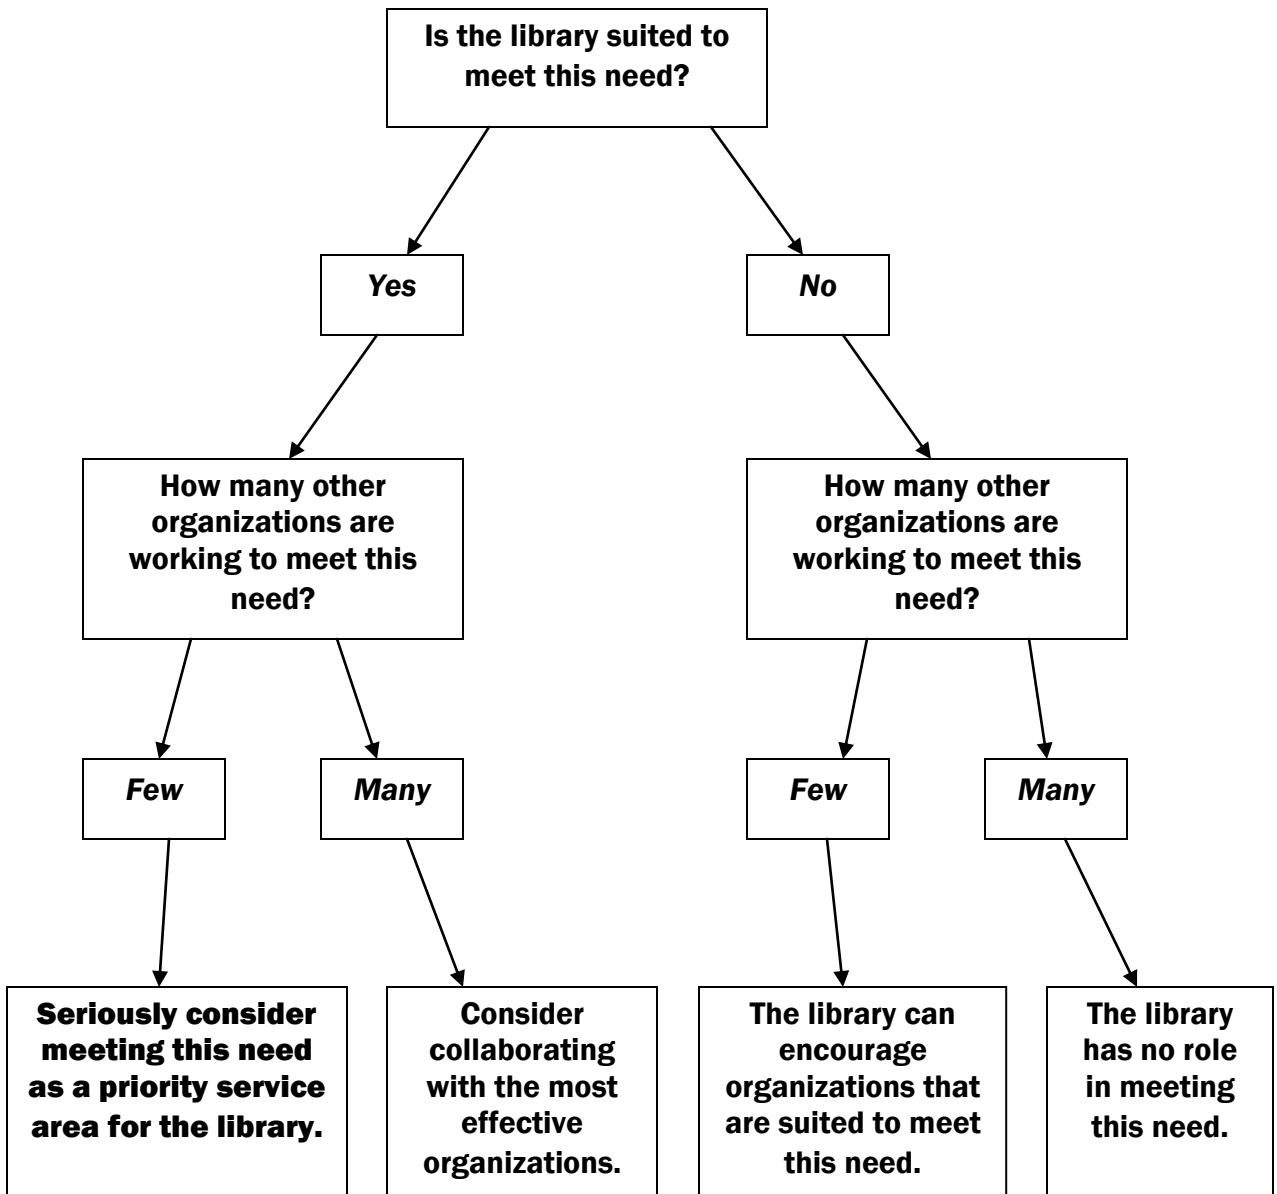 Is the library suited to
meet this need?
Yes
No
How many other
organizations are
working to meet this
need?
How many other
organizations are
working to meet this
need?
Few
Many
Few
Many
Seriously consider
meeting this need
as a priority service
area for the library.
Consider
collaborating
with the most
effective
organizations.
The library can
encourage
organizations that
are suited to meet
this need.
The library
has no role
in meeting
this need.